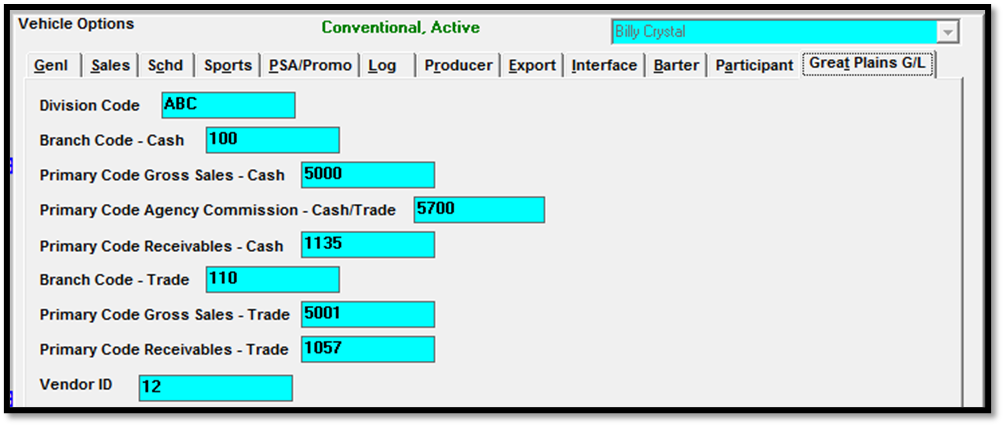 Vehicle Options Conventional, Active Billy Crystal
Genl Sales Schd Sports PSA/Promo Log Producer Export Interface Barter Participant Great Plains G/L
Division Code ABC
Branch Code - Cash 100
Primary Code Gross Sales - Cash 5000
Primary Code Agency Commission - Cash/Trade 5700
Primary Code Receivables - Cash 1135
Branch Code - Trade 110
Primary Code Gross Sales - Trade 5001
Primary Code Receivables - Trade 1057
Vendor ID 12